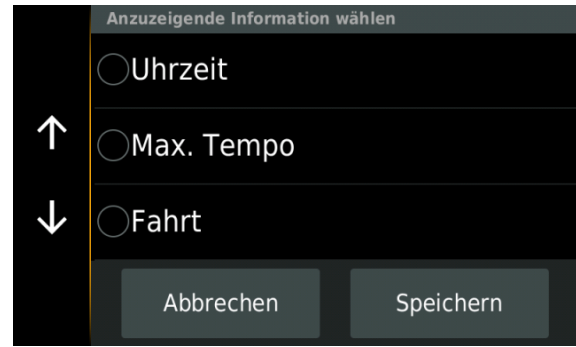 Anzuzeigende Information wählen
Uhrzeit
Max. Tempo
Fahrt
Abbrechen
Speichern